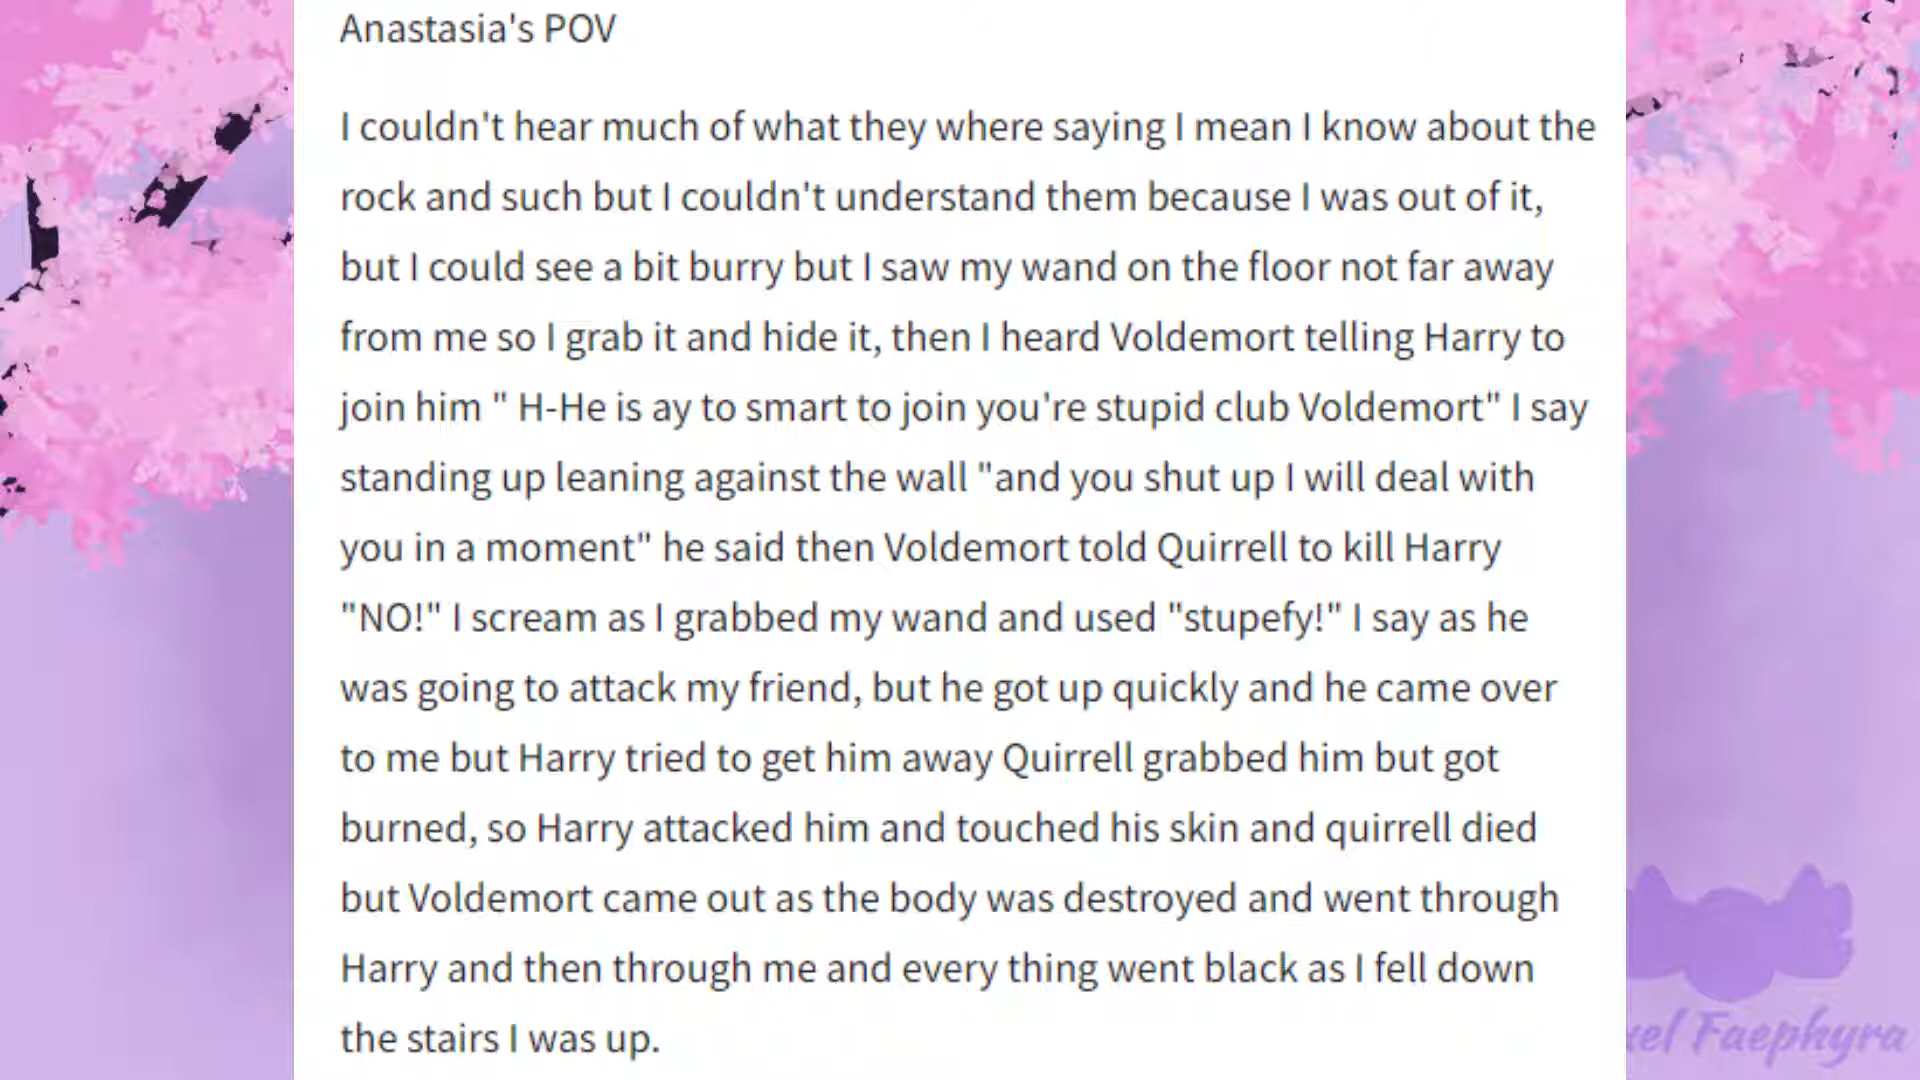 Anastasia's POV
I couldn't hear much of what they where saying I mean I know about the
rock and such but I couldn't understand them because I was out of it,
but I could see a bit burry but I saw my wand on the floor not far away
from me so I grab it and hide it, then I heard Voldemort telling Harry to
join him " H-He is ay to smart to join you're stupid club Voldemort" I say
standing up leaning against the wall "and you shut up I will deal with
you in a moment" he said then Voldemort told Quirrell to kill Harry
"NO!" I scream as I grabbed my wand and used "stupefy!" I say as he
was going to attack my friend, but he got up quickly and he came over
to me but Harry tried to get him away Quirrell grabbed him but got
burned, so Harry attacked him and touched his skin and quirrell died
but Voldemort came out as the body was destroyed and went through
Harry and then through me and every thing went black as I fell down
the stairs I was up.
Faephyra